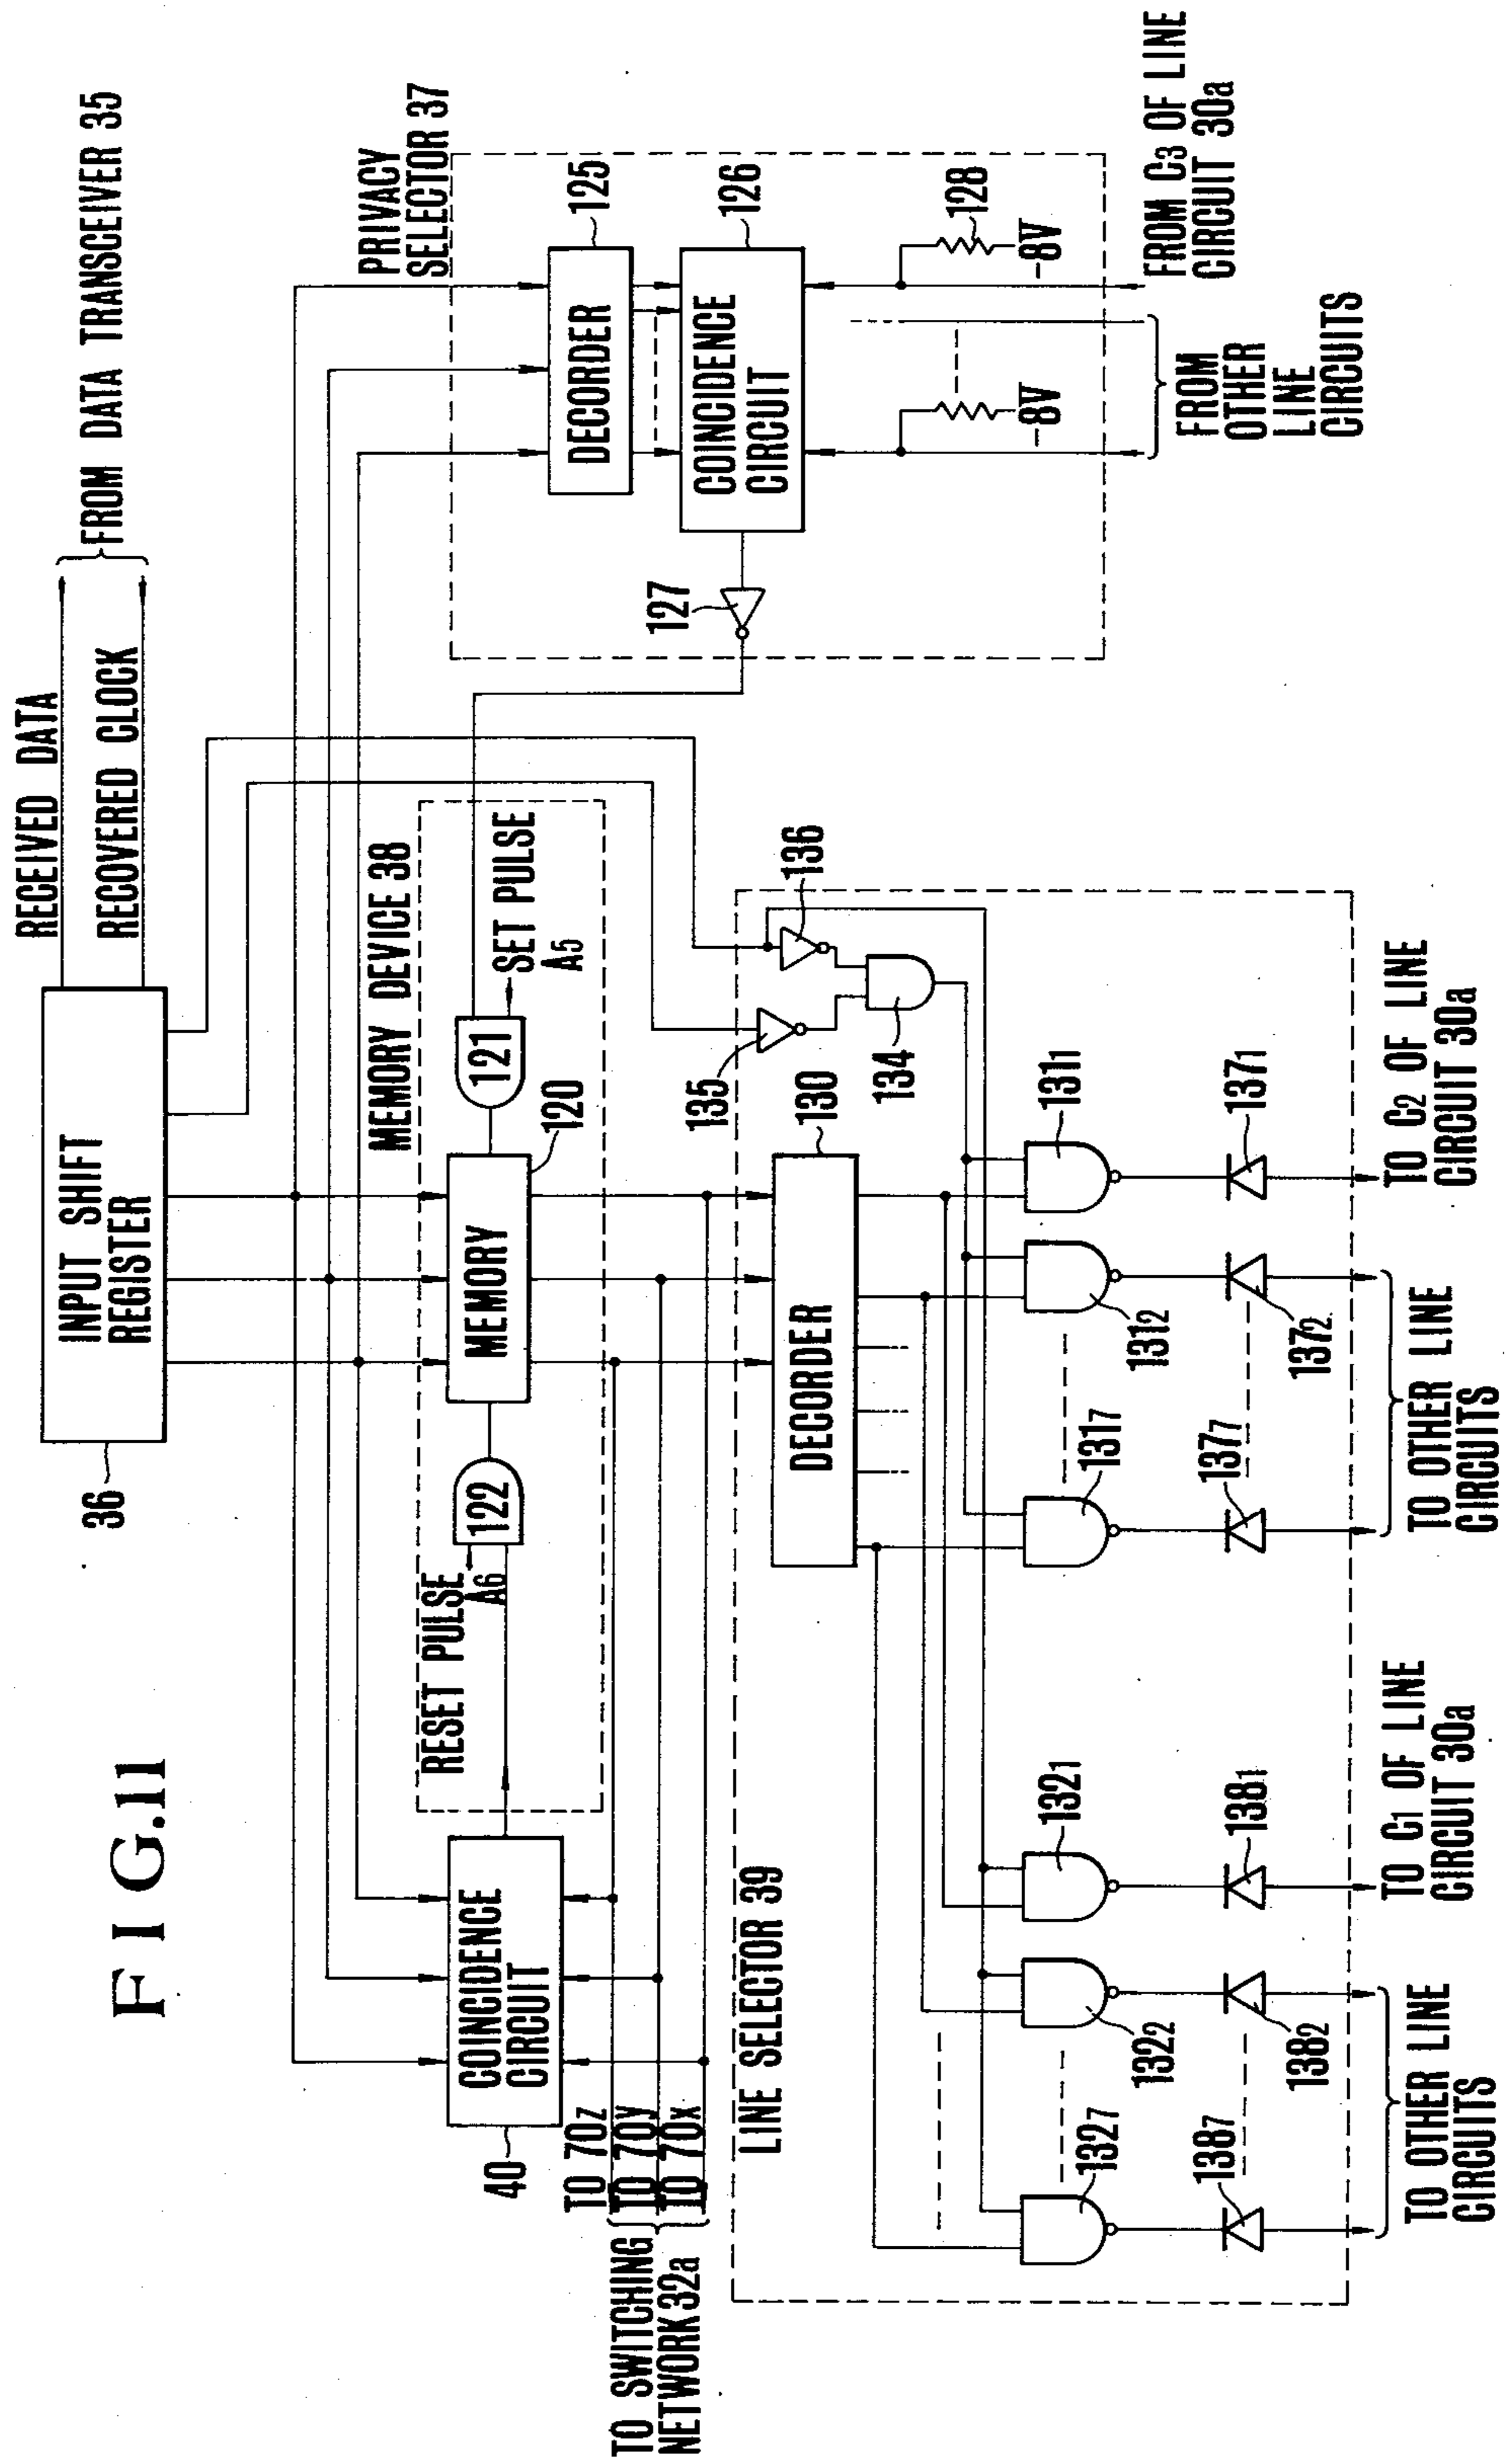 FIG.11
RECEIVED DATA
RECOVERED CLOCK
FROM DATA TRANSCEIVER 35
INPUT SHIFT
REGISTER
36
PRIVACY
SELECTOR 37
DECORDER
125
COINCIDENCE
CIRCUIT
126
127
128
-8V
-8V
FROM C3 OF LINE
CIRCUIT 30a
FROM
OTHER
LINE
CIRCUITS
MEMORY DEVICE 38
SET PULSE
A5
121
MEMORY
120
122
RESET PULSE
A6
COINCIDENCE
CIRCUIT
40
TO 70z
TO 70y
TO 70x
TO SWITCHING
NETWORK 32a
LINE SELECTOR 39
DECORDER
130
135
136
134
1311
1312
1317
1371
1372.
1377
TO C2 OF LINE
CIRCUIT 30a
TO OTHER LINE
CIRCUITS
1321
1322
1327
1381
1382
1387
TO C1 OF LINE
CIRCUIT 30a
TO OTHER LINE
CIRCUITS